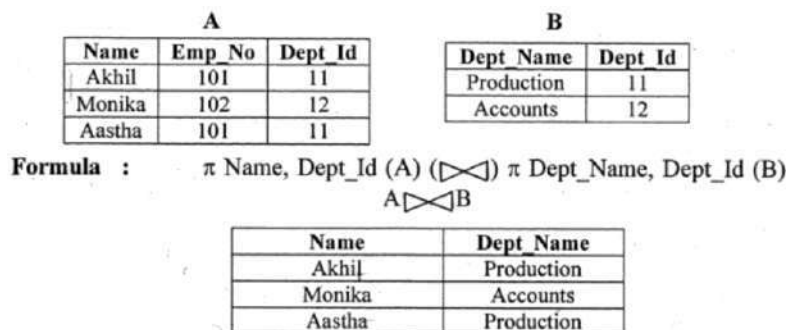 A B
Name Emp_No Dept_Id Dept_Name Dept_Id
Akhil 101 11 Production 11
Monika 102 12 Accounts 12
Aastha 101 11
Formula : π Name, Dept_Id (A) (▷◁) π Dept_Name, Dept_Id (B)
A▷◁B
Name Dept_Name
Akhil Production
Monika Accounts
Aastha Production